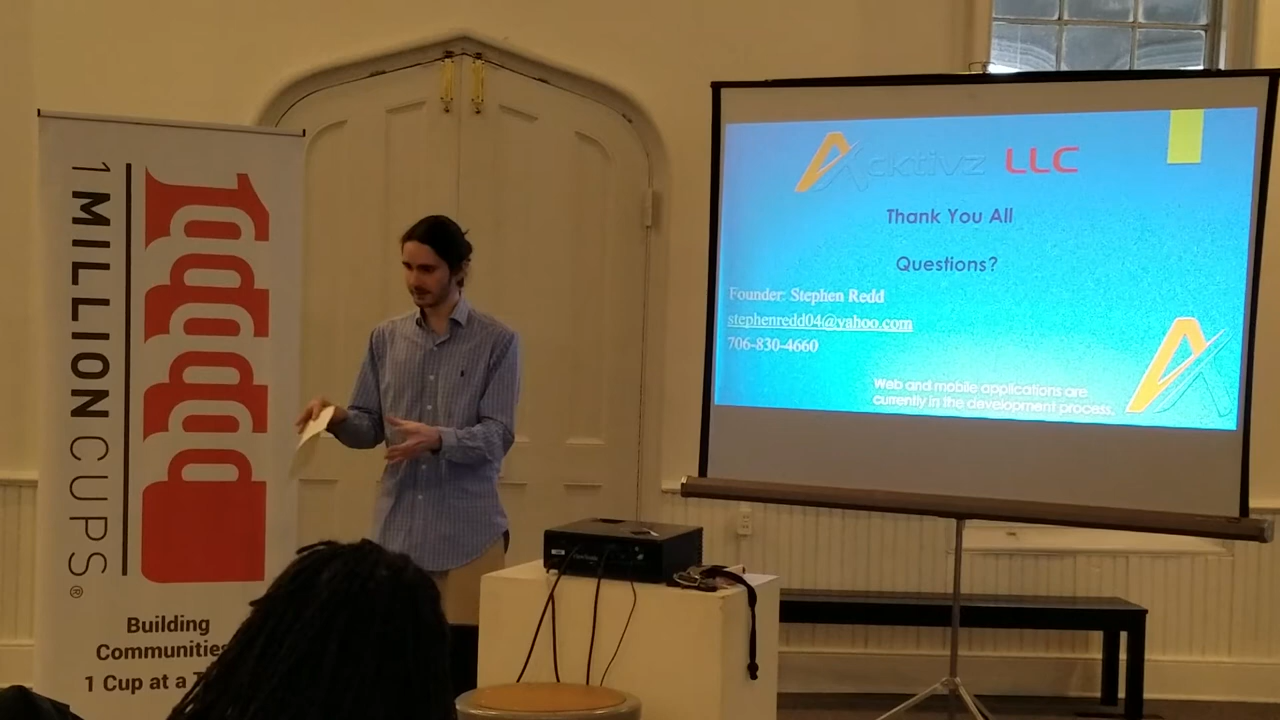 1 MILLION CUPS®
Building
Communities
1 Cup at a
Acktivz LLC
Thank You All
Questions?
Founder: Stephen Redd
stephenredd04@yahoo.com
706-830-4660
Web and mobile applications are
currently in the development process.